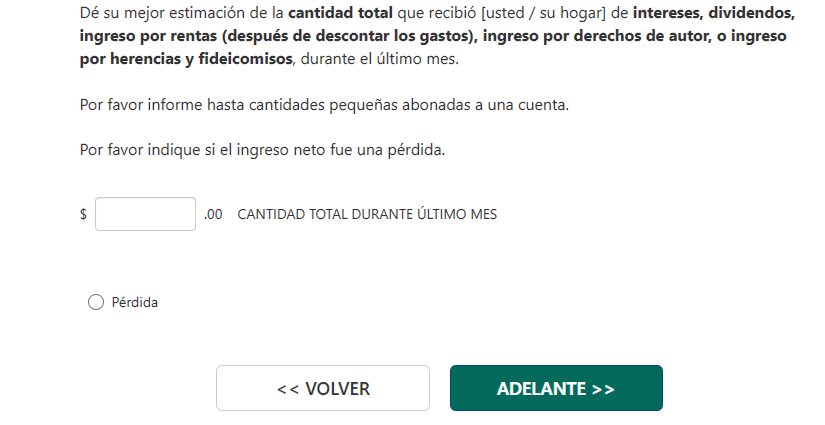 Dé su mejor estimación de la cantidad total que recibió [usted / su hogar] de intereses, dividendos,
ingreso por rentas (después de descontar los gastos), ingreso por derechos de autor, o ingreso
por herencias y fideicomisos, durante el último mes.
Por favor informe hasta cantidades pequeñas abonadas a una cuenta.
Por favor indique si el ingreso neto fue una pérdida.
$ .00 CANTIDAD TOTAL DURANTE ÚLTIMO MES
Pérdida
<< VOLVER ADELANTE >>